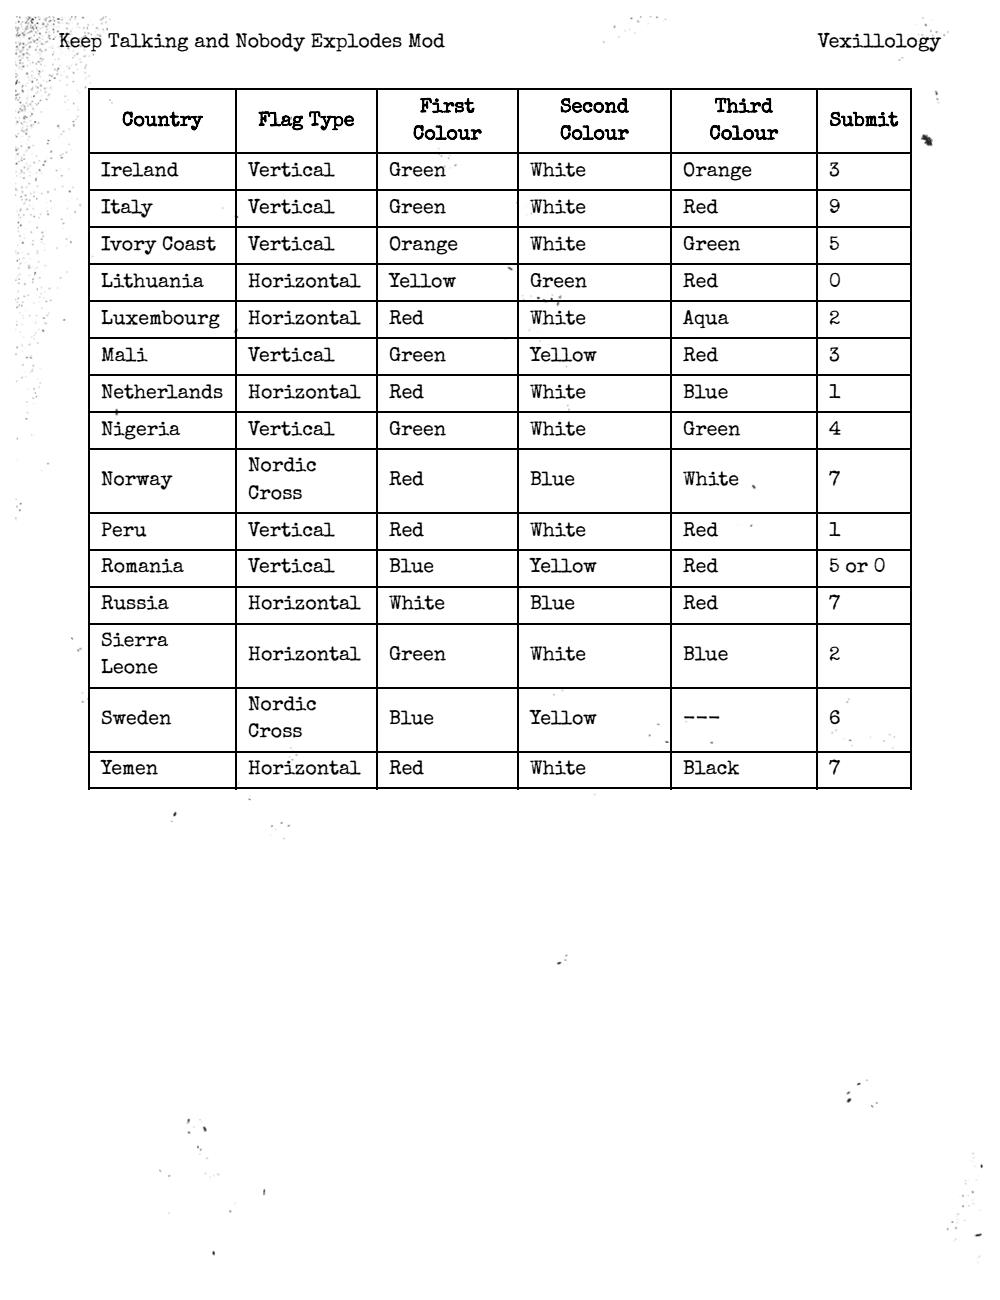 Keep Talking and Nobody Explodes Mod Vexillology
Country Flag Type First Colour Second Colour Third Colour Submit
Ireland Vertical Green White Orange 3
Italy Vertical Green White Red 9
Ivory Coast Vertical Orange White Green 5
Lithuania Horizontal Yellow Green Red 0
Luxembourg Horizontal Red White Aqua 2
Mali Vertical Green Yellow Red 3
Netherlands Horizontal Red White Blue 1
Nigeria Vertical Green White Green 4
Norway Nordic Cross Red Blue White 7
Peru Vertical Red White Red 1
Romania Vertical Blue Yellow Red 5 or 0
Russia Horizontal White Blue Red 7
Sierra Leone Horizontal Green White Blue 2
Sweden Nordic Cross Blue Yellow --- 6
Yemen Horizontal Red White Black 7